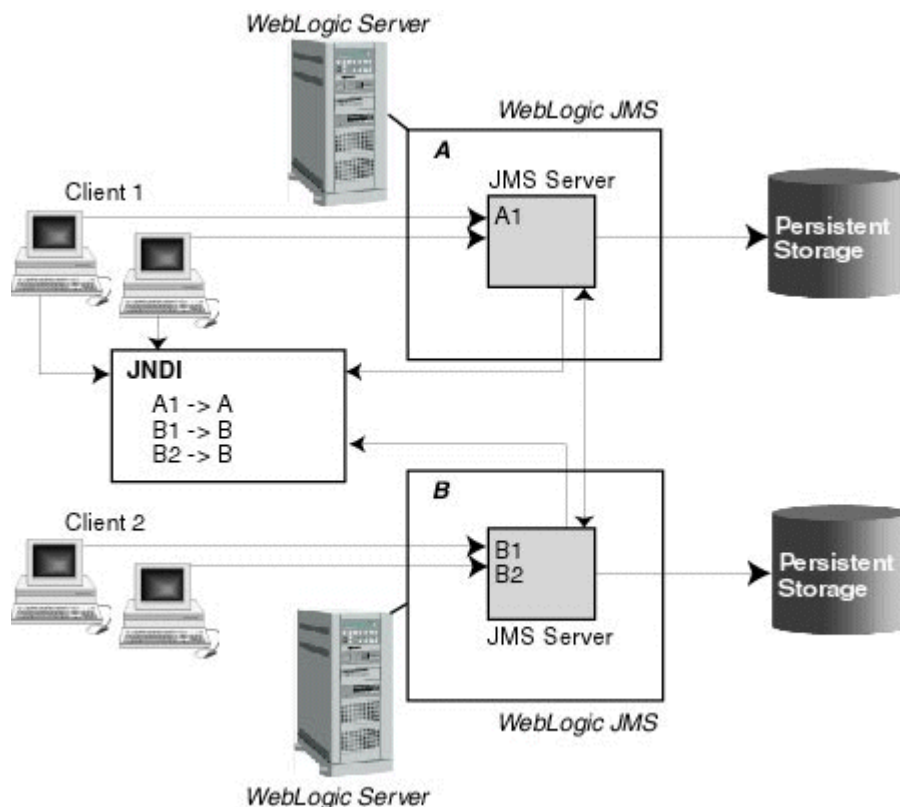 WebLogic Server
WebLogic JMS
A
JMS Server
A1
Client 1
Persistent
Storage
JNDI
A1 -> A
B1 -> B
B2 -> B
B
Client 2
B1
B2
JMS Server
Persistent
Storage
WebLogic JMS
WebLogic Server